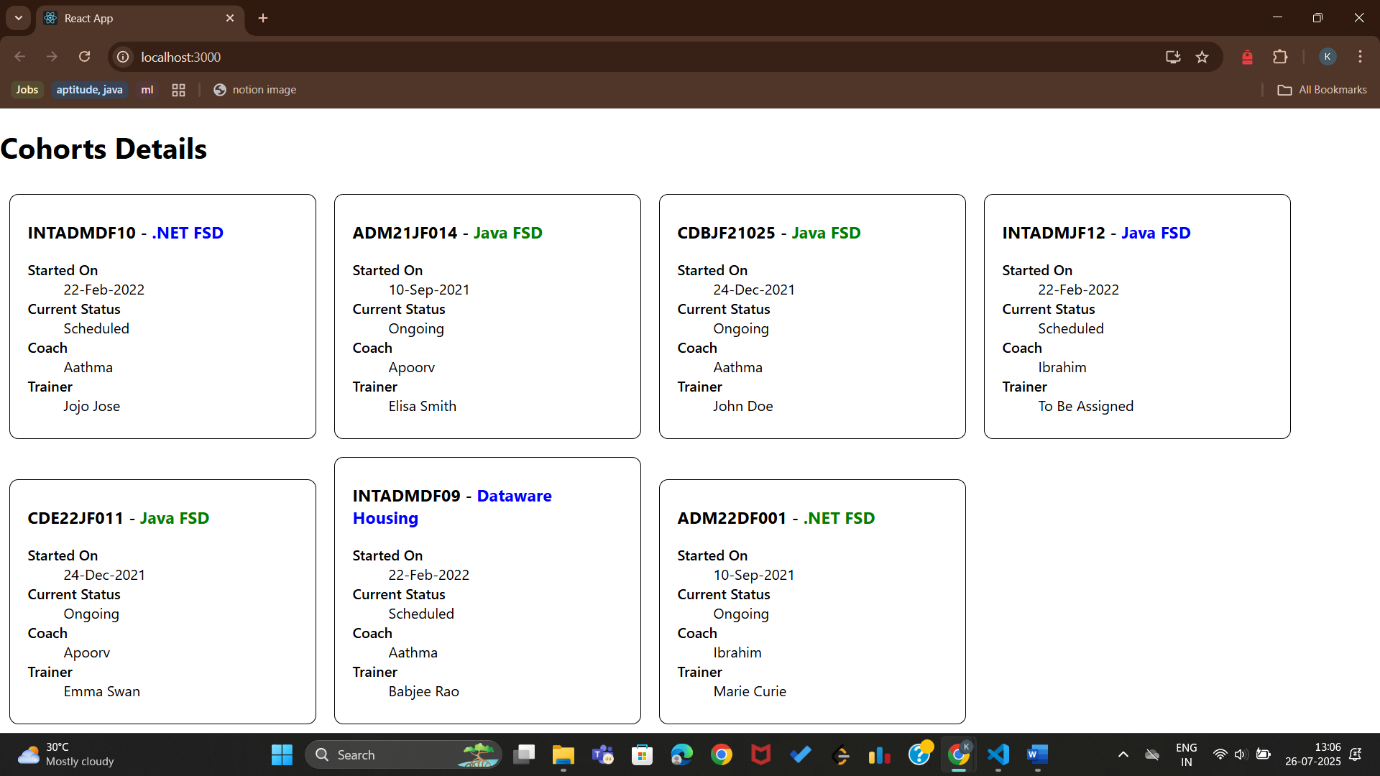 React App
localhost:3000
Jobs
aptitude, java
ml
notion image
All Bookmarks
K
Cohorts Details
INTADMDF10 - .NET FSD
Started On
22-Feb-2022
Current Status
Scheduled
Coach
Aathma
Trainer
Jojo Jose
ADM21JF014 - Java FSD
Started On
10-Sep-2021
Current Status
Ongoing
Coach
Apoorv
Trainer
Elisa Smith
CDBJF21025 - Java FSD
Started On
24-Dec-2021
Current Status
Ongoing
Coach
Aathma
Trainer
John Doe
INTADMJF12 - Java FSD
Started On
22-Feb-2022
Current Status
Scheduled
Coach
Ibrahim
Trainer
To Be Assigned
CDE22JF011 - Java FSD
Started On
24-Dec-2021
Current Status
Ongoing
Coach
Apoorv
Trainer
Emma Swan
INTADMDF09 - Dataware
Housing
Started On
22-Feb-2022
Current Status
Scheduled
Coach
Aathma
Trainer
Babjee Rao
ADM22DF001 - .NET FSD
Started On
10-Sep-2021
Current Status
Ongoing
Coach
Ibrahim
Trainer
Marie Curie
30°C
Mostly cloudy
Search
ENG
IN
13:06
26-07-2025